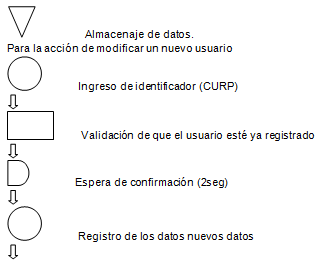 Almacenaje de datos.
Para la acción de modificar un nuevo usuario
Ingreso de identificador (CURP)
Validación de que el usuario esté ya registrado
Espera de confirmación (2seg)
Registro de los datos nuevos datos